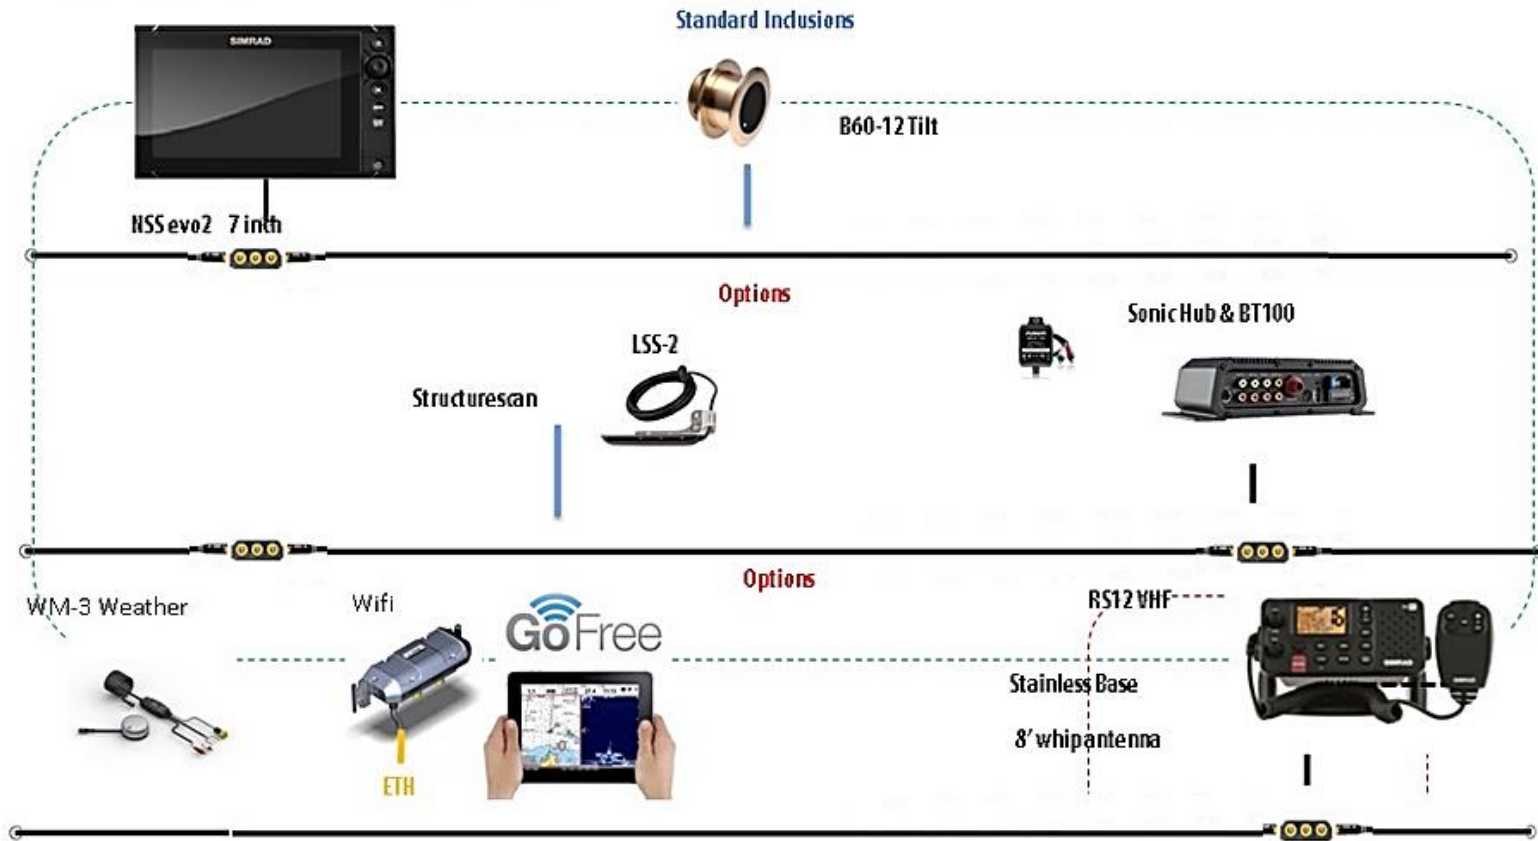 Standard Inclusions
SIMRAD
B60-12 Tilt
NSS evo2 7 inch
Options
Sonic Hub & BT100
LSS-2
Structurescan
Options
WM-3 Weather
Wifi
GoFree
RS12 VHF
SIMRAD
Stainless Base
8' whip antenna
ETH